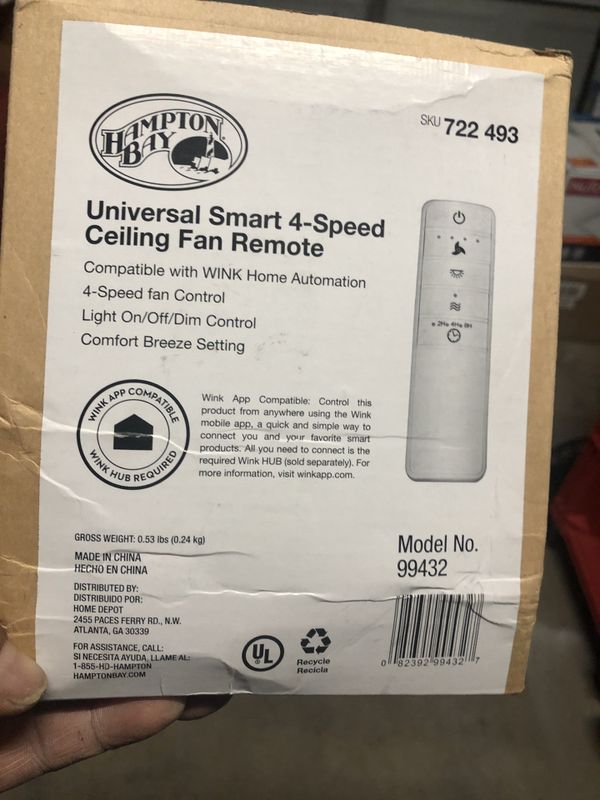 HAMPTON
BAY
SKU 722 493
Universal Smart 4-Speed
Ceiling Fan Remote
Compatible with WINK Home Automation
4-Speed fan Control
Light On/Off/Dim Control
Comfort Breeze Setting
2H 4H 8H
WINK APP COMPATIBLE
WINK HUB REQUIRED
Wink App Compatible: Control this
product from anywhere using the Wink
mobile app, a quick and simple way to
connect you and your favorite smart
products. All you need to connect is the
required Wink HUB (sold separately). For
more information, visit winkapp.com.
GROSS WEIGHT: 0.53 lbs (0.24 kg)
MADE IN CHINA
HECHO EN CHINA
DISTRIBUTED BY:
DISTRIBUIDO POR:
HOME DEPOT
2455 PACES FERRY RD., N.W.
ATLANTA, GA 30339
FOR ASSISTANCE, CALL:
SI NECESITA AYUDA, LLAME AL:
1-855-HD-HAMPTON
HAMPTONBAY.COM
UL
Recycle
Recicla
Model No.
99432
0 82392 99432 7